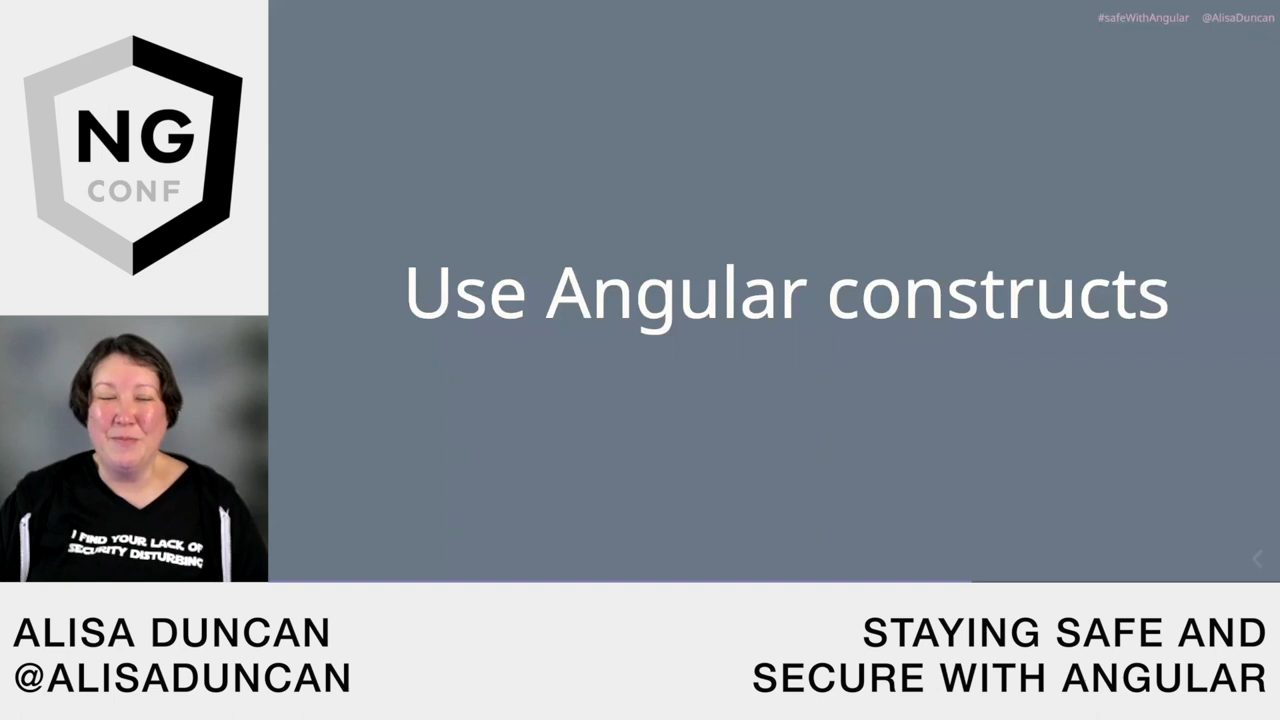 #safeWithAngular @AlisaDuncan
NG
CONF
Use Angular constructs
I FIND YOUR LACK OF
SECURITY DISTURBING
ALISA DUNCAN
@ALISADUNCAN
STAYING SAFE AND
SECURE WITH ANGULAR